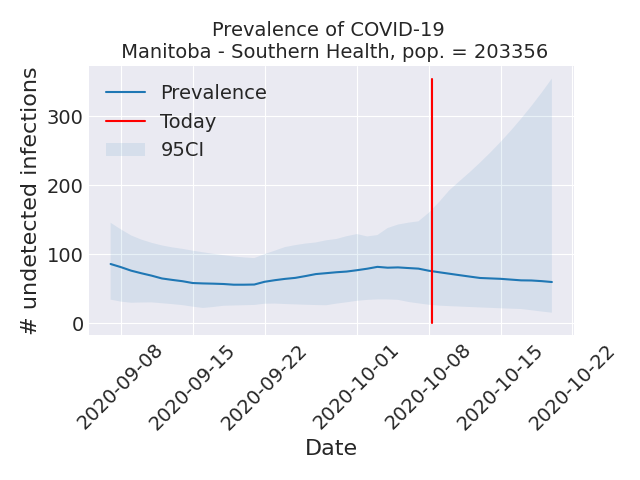 Prevalence of COVID-19
Manitoba - Southern Health, pop. = 203356
# undetected infections
300
200
100
0
Prevalence
Today
95CI
2020-09-08
2020-09-15
2020-09-22
2020-10-01
2020-10-08
2020-10-15
2020-10-22
Date